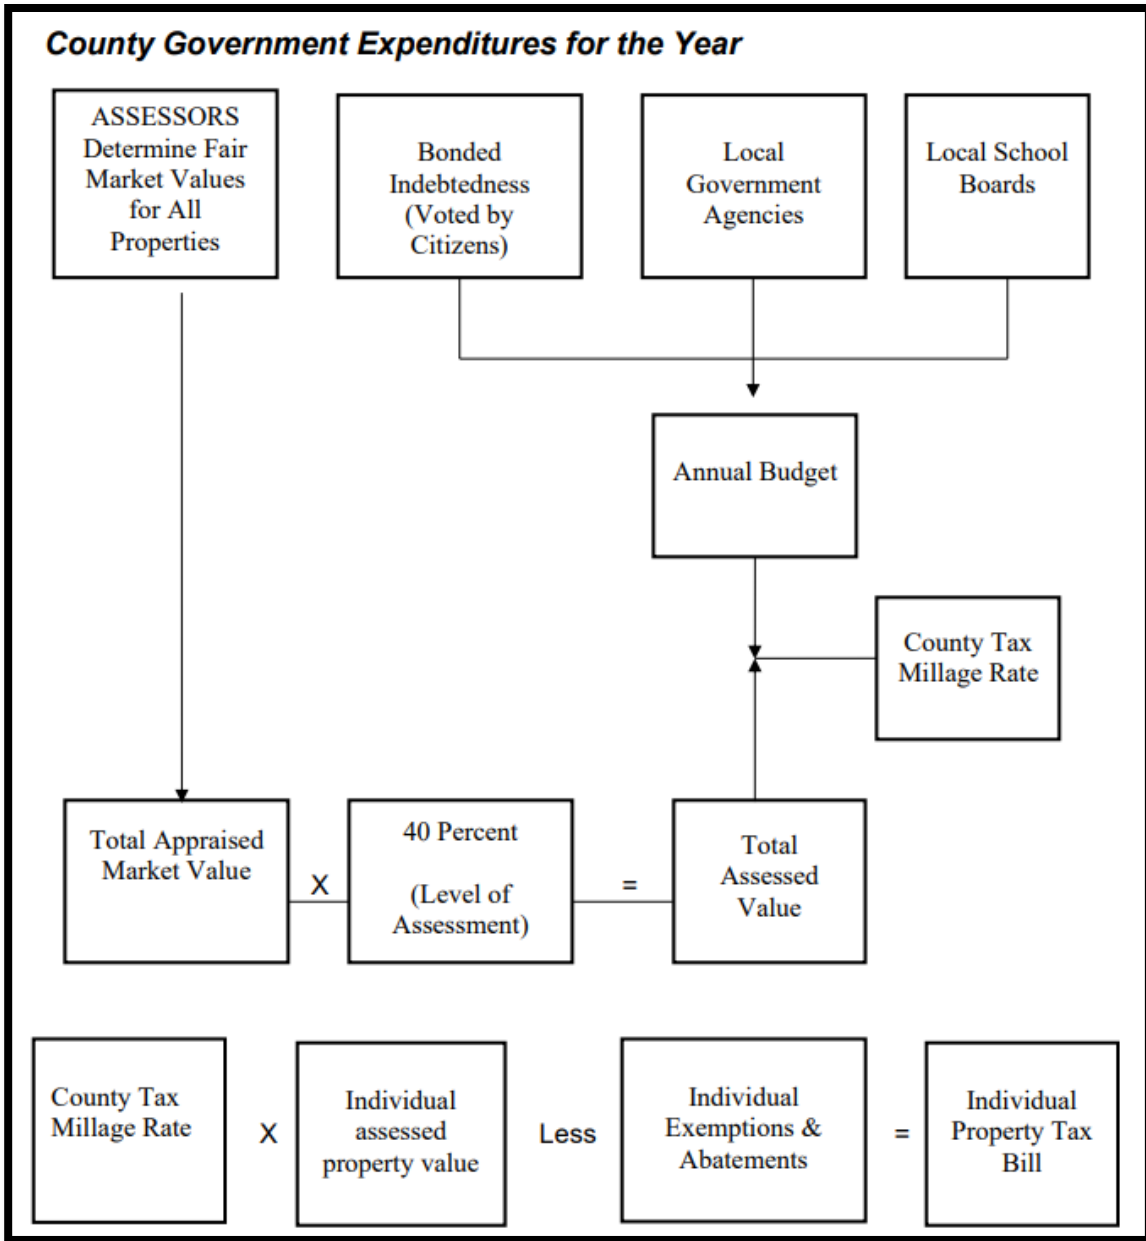 County Government Expenditures for the Year
ASSESSORS
Determine Fair
Market Values
for All
Properties
Bonded
Indebtedness
(Voted by
Citizens)
Local
Government
Agencies
Local School
Boards
Annual Budget
County Tax
Millage Rate
Total Appraised
Market Value
X
40 Percent
(Level of
Assessment)
=
Total
Assessed
Value
County Tax
Millage Rate
X
Individual
assessed
property value
Less
Individual
Exemptions &
Abatements
=
Individual
Property Tax
Bill